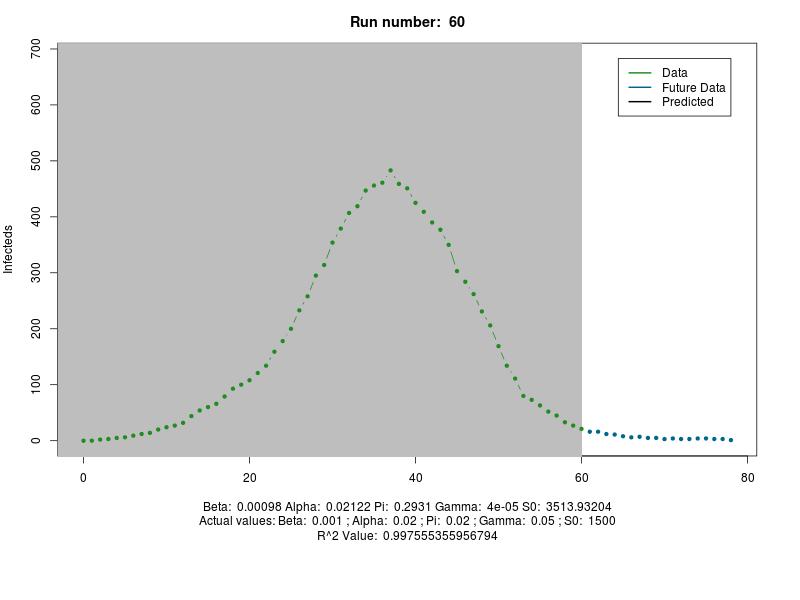 Run number: 60
700
600
500
400
300
200
100
0
Infecteds
Data
Future Data
Predicted
0 20 40 60 80
Beta: 0.00098 Alpha: 0.02122 Pi: 0.2931 Gamma: 4e-05 S0: 3513.93204
Actual values: Beta: 0.001 ; Alpha: 0.02 ; Pi: 0.02 ; Gamma: 0.05 ; S0: 1500
R^2 Value: 0.997555355956794